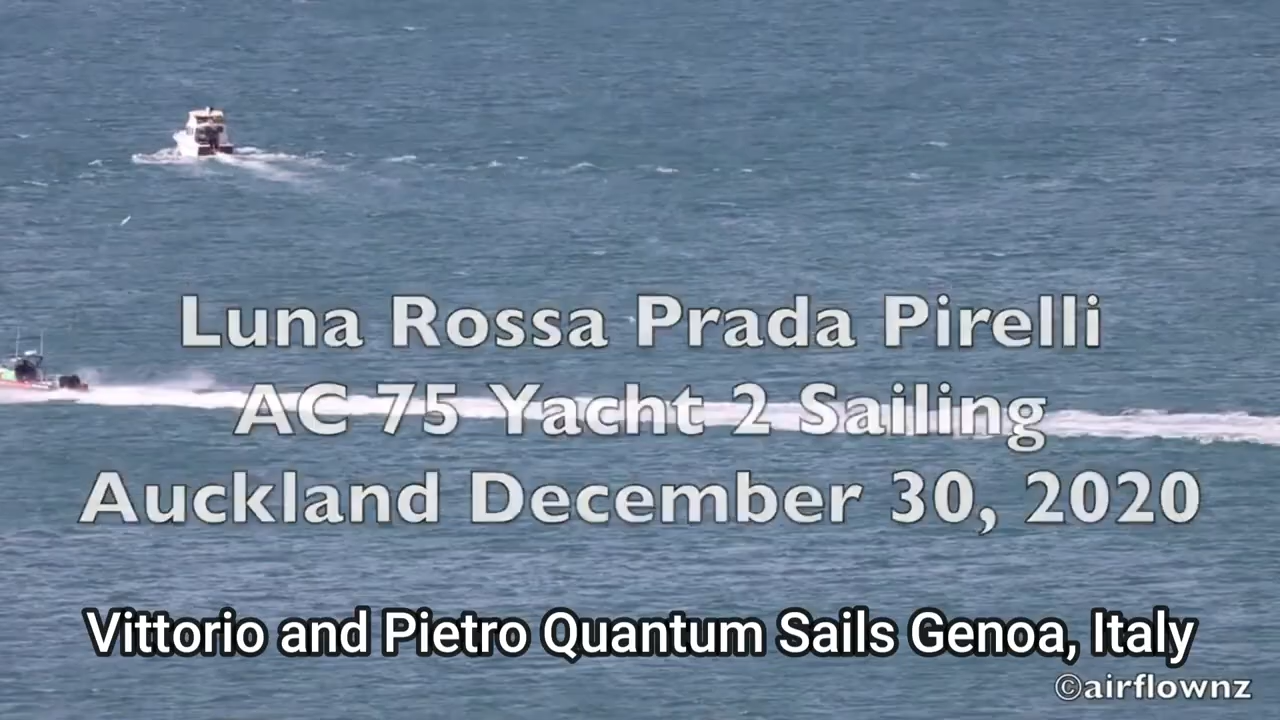 Luna Rossa Prada Pirelli
AC 75 Yacht 2 Sailing
Auckland December 30, 2020
Vittorio and Pietro Quantum Sails Genoa, Italy
©airflownz